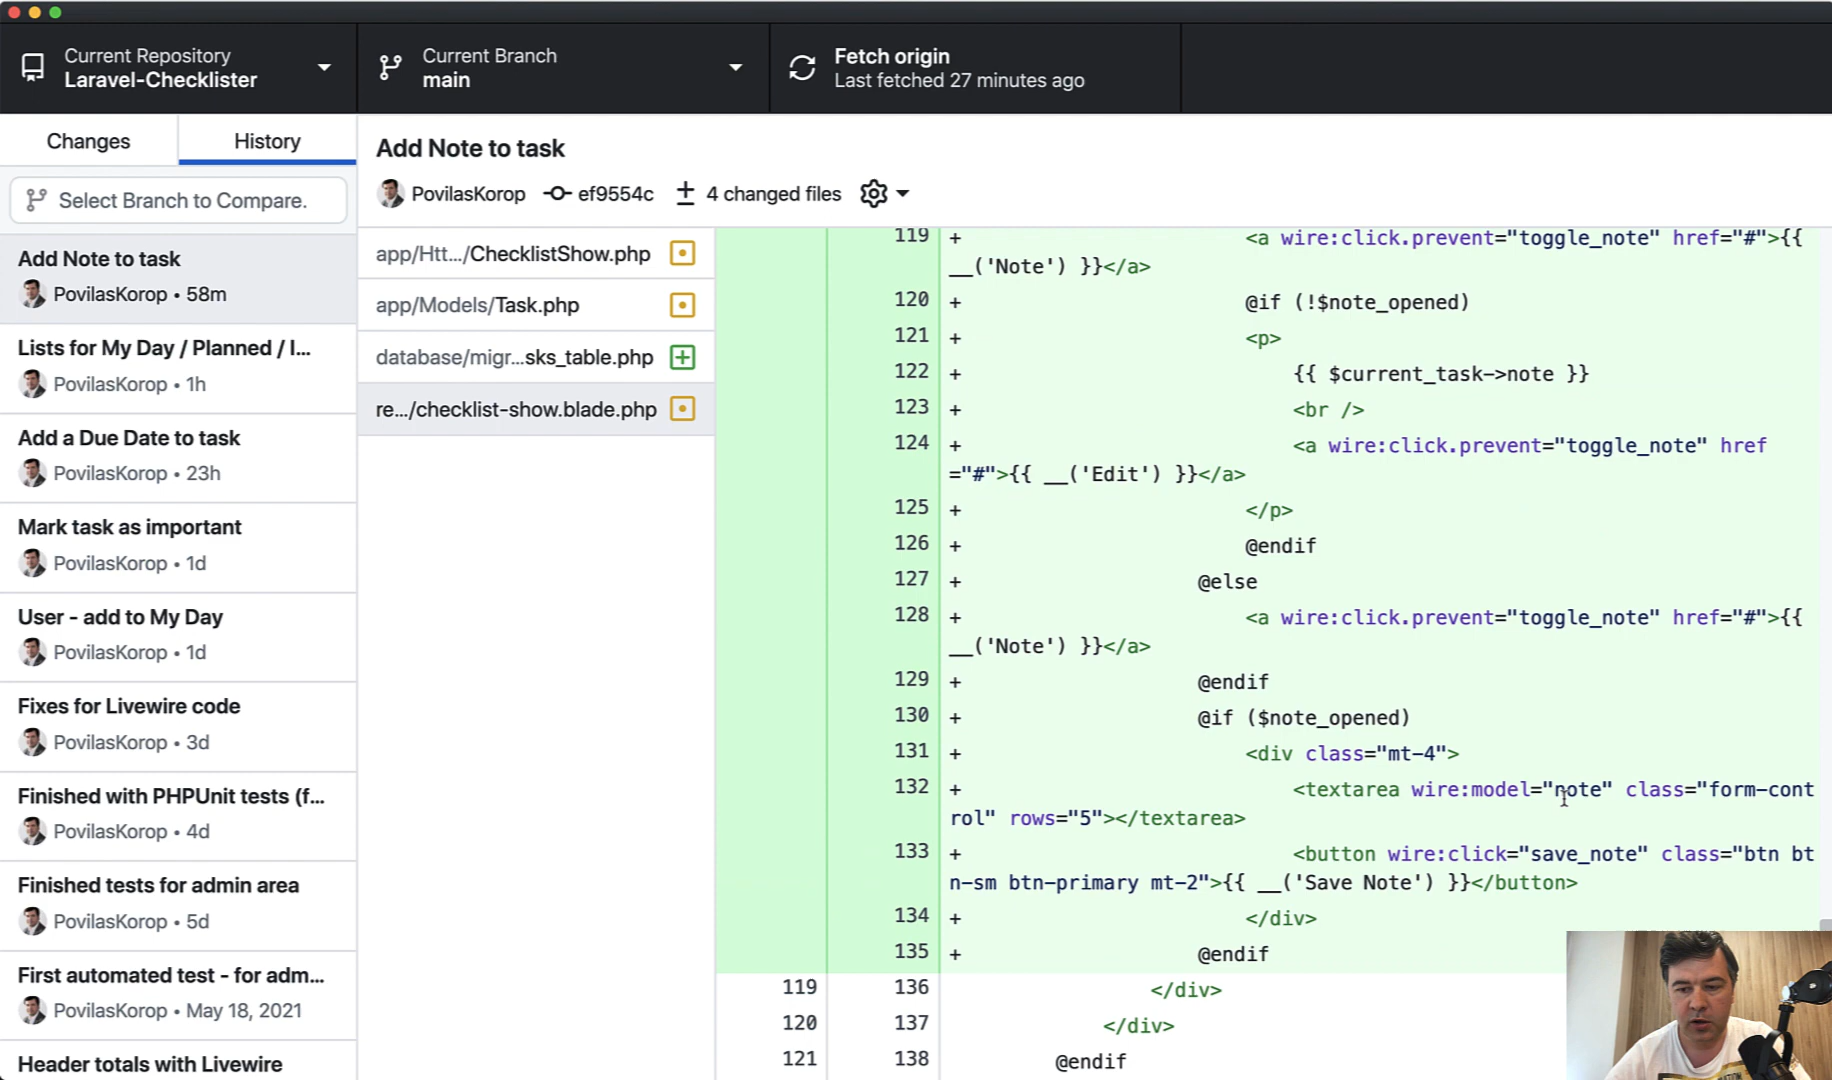 Current Repository
Laravel-Checklister
Current Branch
main
Fetch origin
Last fetched 27 minutes ago
Changes
History
Select Branch to Compare.
Add Note to task
PovilasKorop • 58m
Lists for My Day / Planned / I...
PovilasKorop • 1h
Add a Due Date to task
PovilasKorop • 23h
Mark task as important
PovilasKorop • 1d
User - add to My Day
PovilasKorop • 1d
Fixes for Livewire code
PovilasKorop • 3d
Finished with PHPUnit tests (f...
PovilasKorop • 4d
Finished tests for admin area
PovilasKorop • 5d
First automated test - for adm...
PovilasKorop • May 18, 2021
Header totals with Livewire
Add Note to task
PovilasKorop ef9554c 4 changed files
app/Htt.../ChecklistShow.php
app/Models/Task.php
database/migr...sks_table.php
re.../checklist-show.blade.php
119 + <a wire:click.prevent="toggle_note" href="#">{{
__('Note') }}</a>
120 + @if (!$note_opened)
121 + <p>
122 + {{ $current_task->note }}
123 + <br />
124 + <a wire:click.prevent="toggle_note" href
="#">{{ __('Edit') }}</a>
125 + </p>
126 + @endif
127 + @else
128 + <a wire:click.prevent="toggle_note" href="#">{{
__('Note') }}</a>
129 + @endif
130 + @if ($note_opened)
131 + <div class="mt-4">
132 + <textarea wire:model="note" class="form-cont
rol" rows="5"></textarea>
133 + <button wire:click="save_note" class="btn bt
n-sm btn-primary mt-2">{{ __('Save Note') }}</button>
134 + </div>
135 + @endif
119 136 </div>
120 137 </div>
121 138 @endif